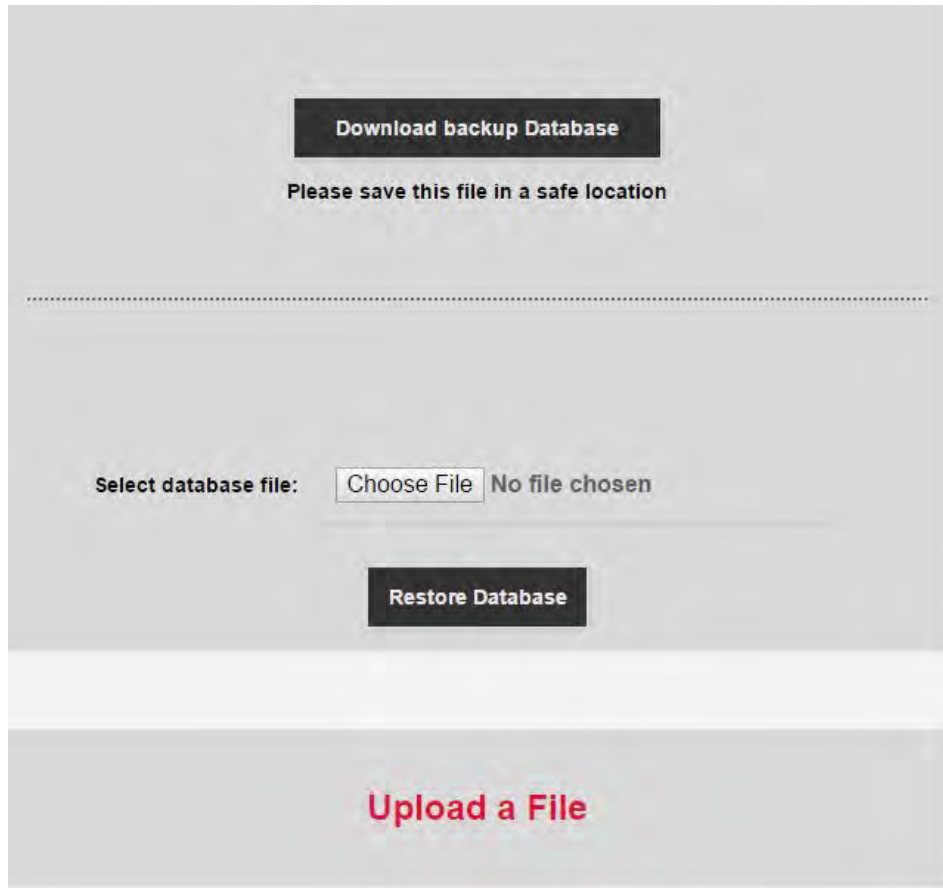 Download backup Database
Please save this file in a safe location
Select database file: Choose File No file chosen
Restore Database
Upload a File